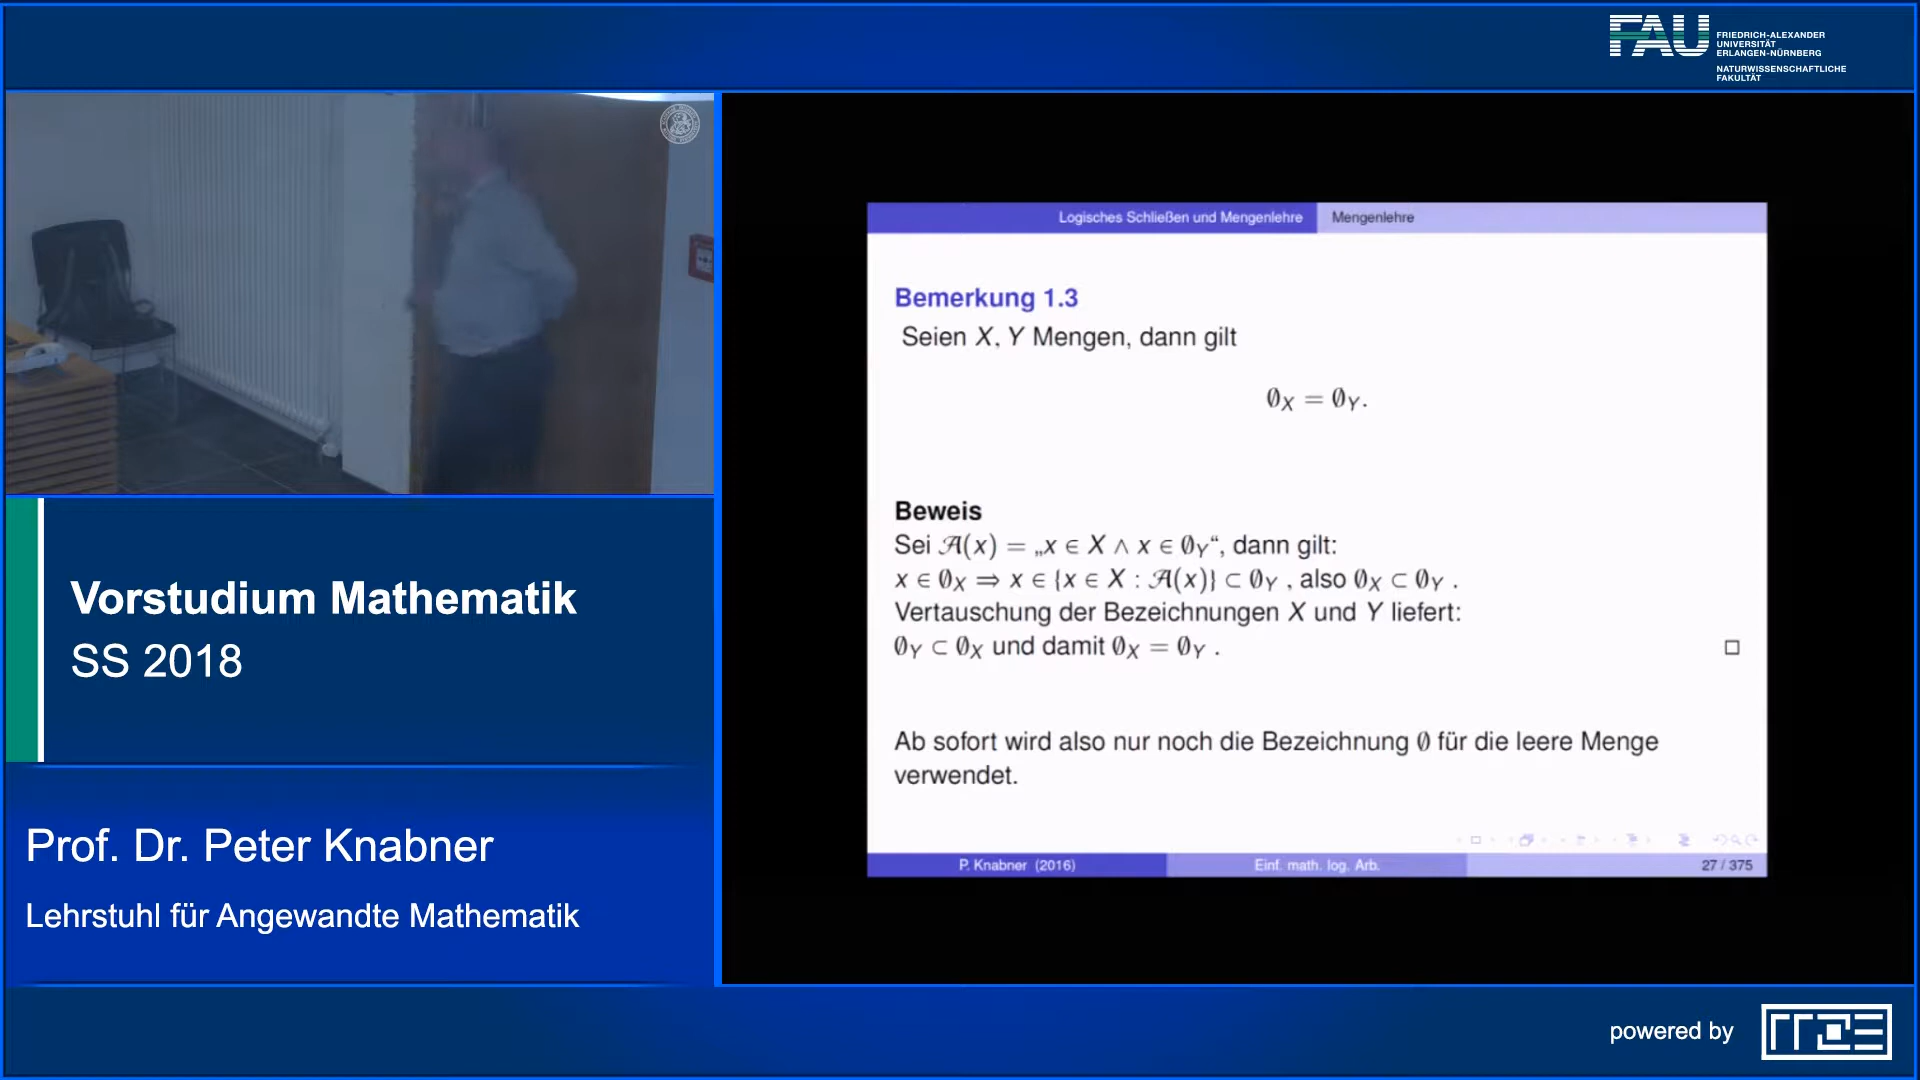 FAU
FRIEDRICH-ALEXANDER
UNIVERSITÄT
ERLANGEN-NÜRNBERG
NATURWISSENSCHAFTLICHE
FAKULTÄT
Vorstudium Mathematik
SS 2018
Prof. Dr. Peter Knabner
Lehrstuhl für Angewandte Mathematik
Logisches Schließen und Mengenlehre Mengenlehre
Bemerkung 1.3
Seien X, Y Mengen, dann gilt
∅_X = ∅_Y.
Beweis
Sei 𝒜(x) = „x ∈ X ∧ x ∈ ∅_Y“, dann gilt:
x ∈ ∅_X ⇒ x ∈ {x ∈ X : 𝒜(x)} ⊂ ∅_Y , also ∅_X ⊂ ∅_Y .
Vertauschung der Bezeichnungen X und Y liefert:
∅_Y ⊂ ∅_X und damit ∅_X = ∅_Y . □
Ab sofort wird also nur noch die Bezeichnung ∅ für die leere Menge
verwendet.
P. Knabner (2016) Einf. math. log. Arb. 27 / 375
powered by
rrze